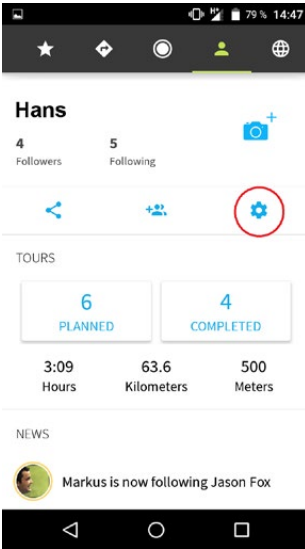 79 % 14:47
Hans
4 5
Followers Following
TOURS
6 4
PLANNED COMPLETED
3:09 63.6 500
Hours Kilometers Meters
NEWS
Markus is now following Jason Fox